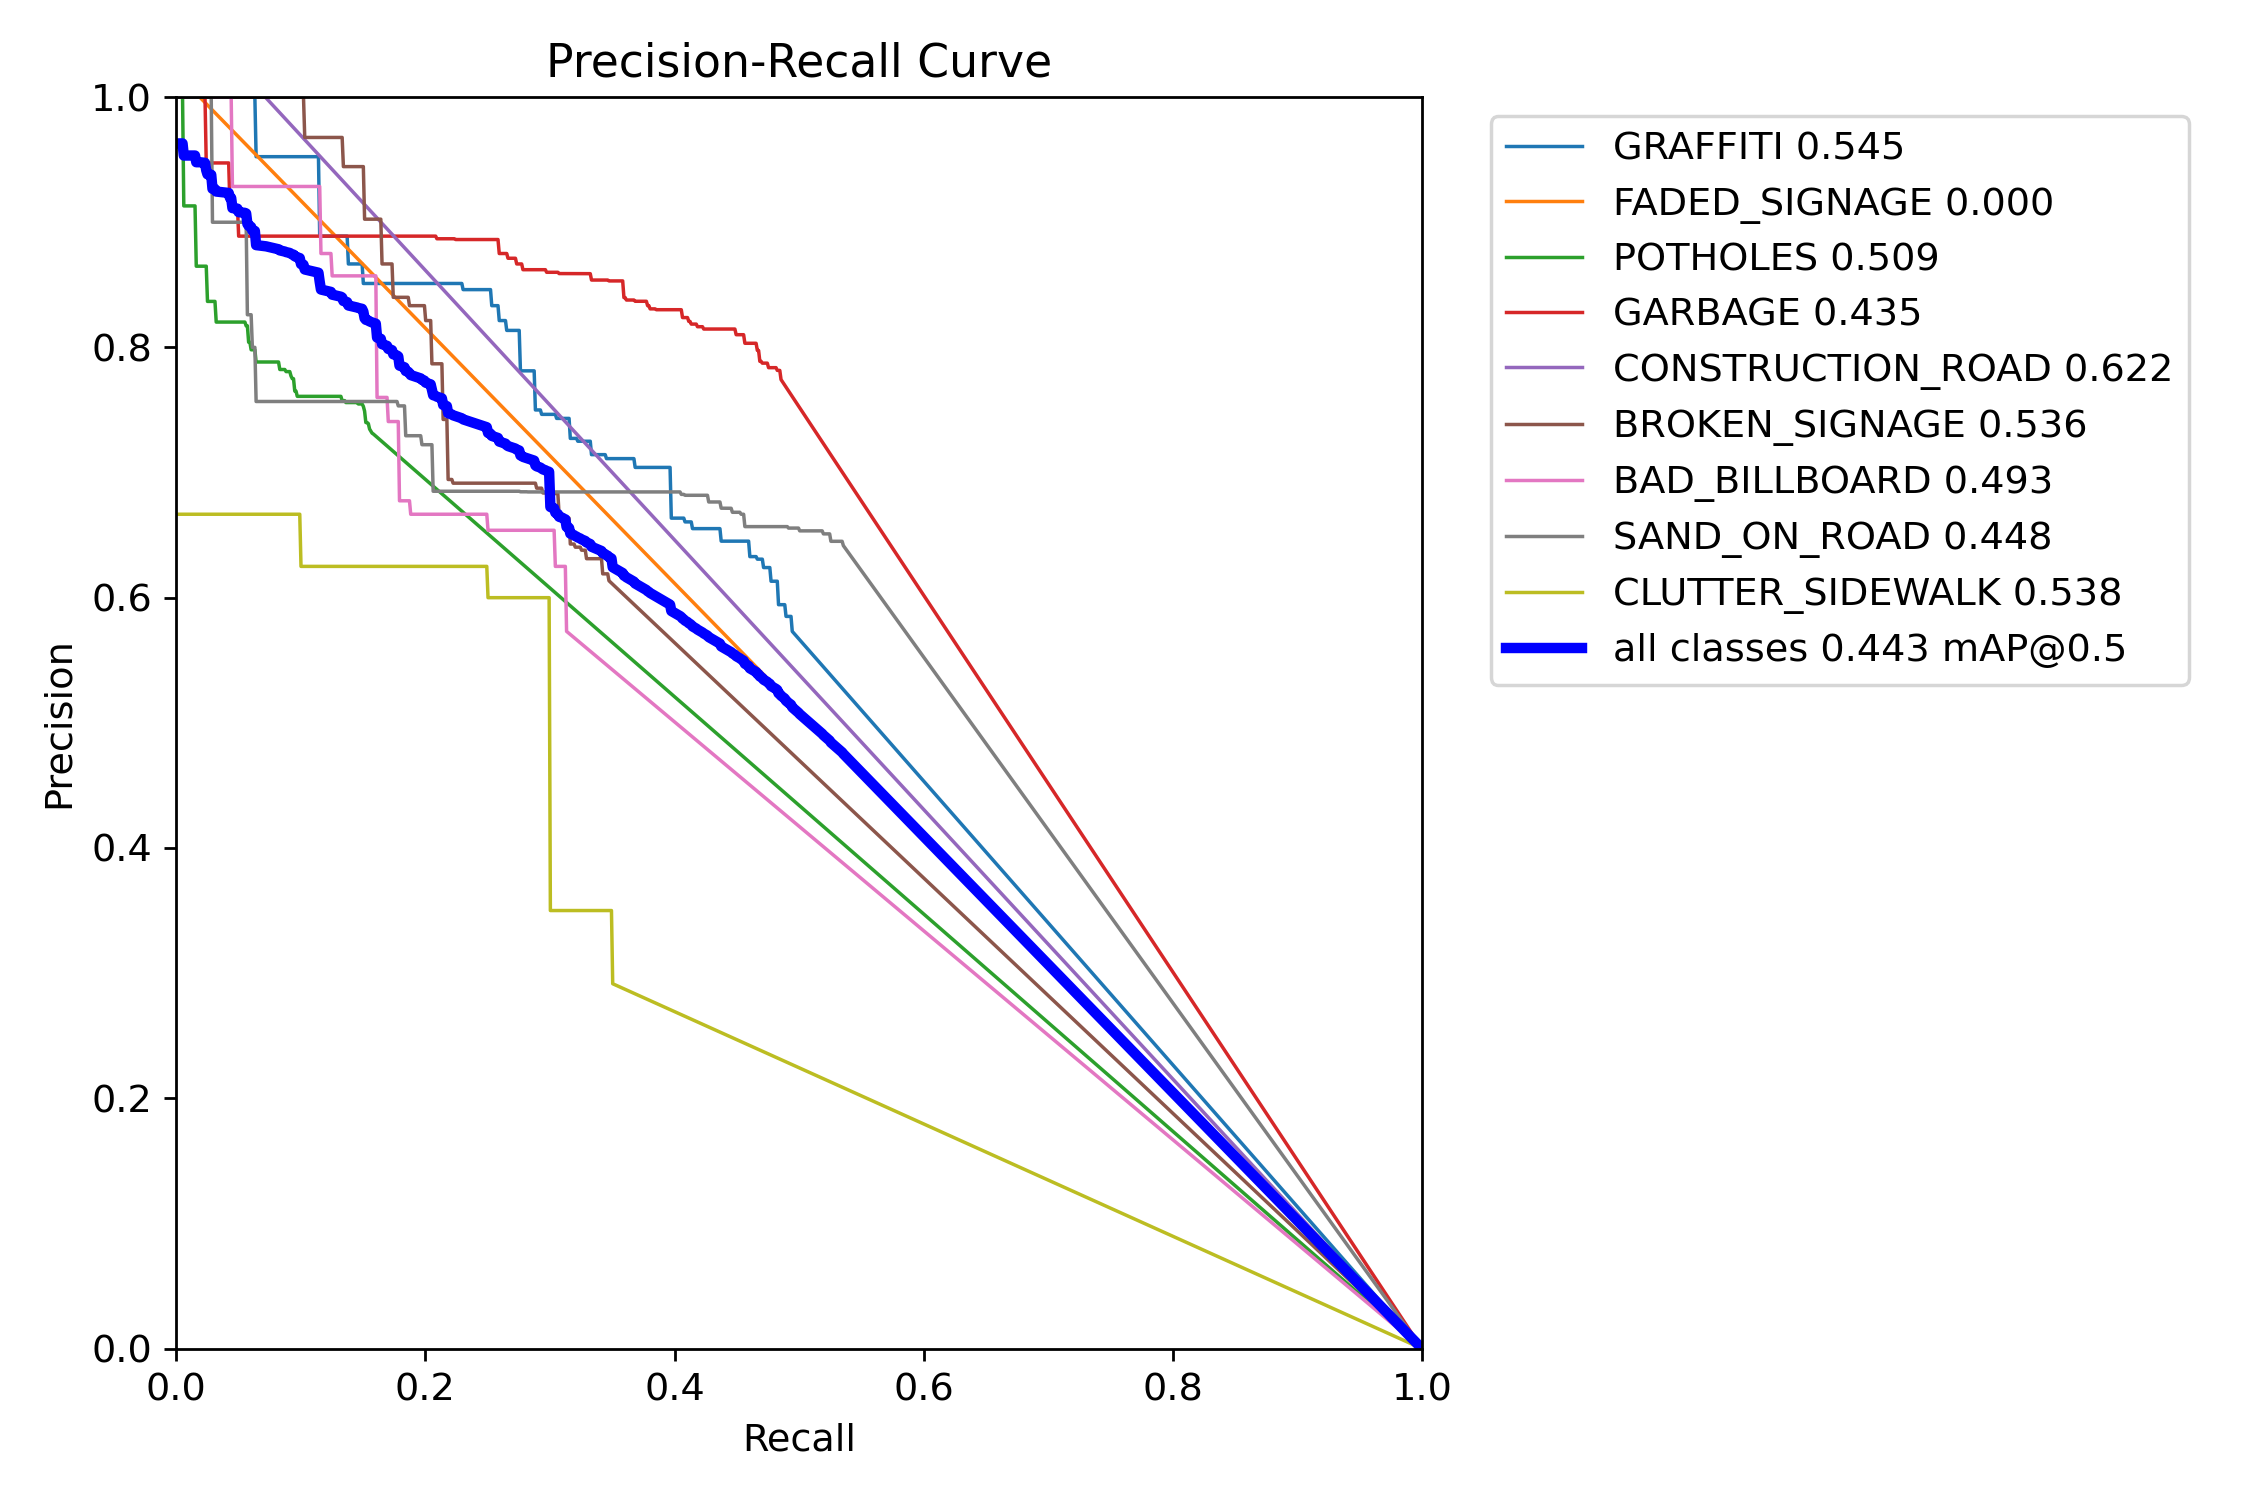 Precision-Recall Curve
1.0
0.8
0.6
0.4
0.2
0.0
Precision
0.0 0.2 0.4 0.6 0.8 1.0
Recall
GRAFFITI 0.545
FADED_SIGNAGE 0.000
POTHOLES 0.509
GARBAGE 0.435
CONSTRUCTION_ROAD 0.622
BROKEN_SIGNAGE 0.536
BAD_BILLBOARD 0.493
SAND_ON_ROAD 0.448
CLUTTER_SIDEWALK 0.538
all classes 0.443 mAP@0.5